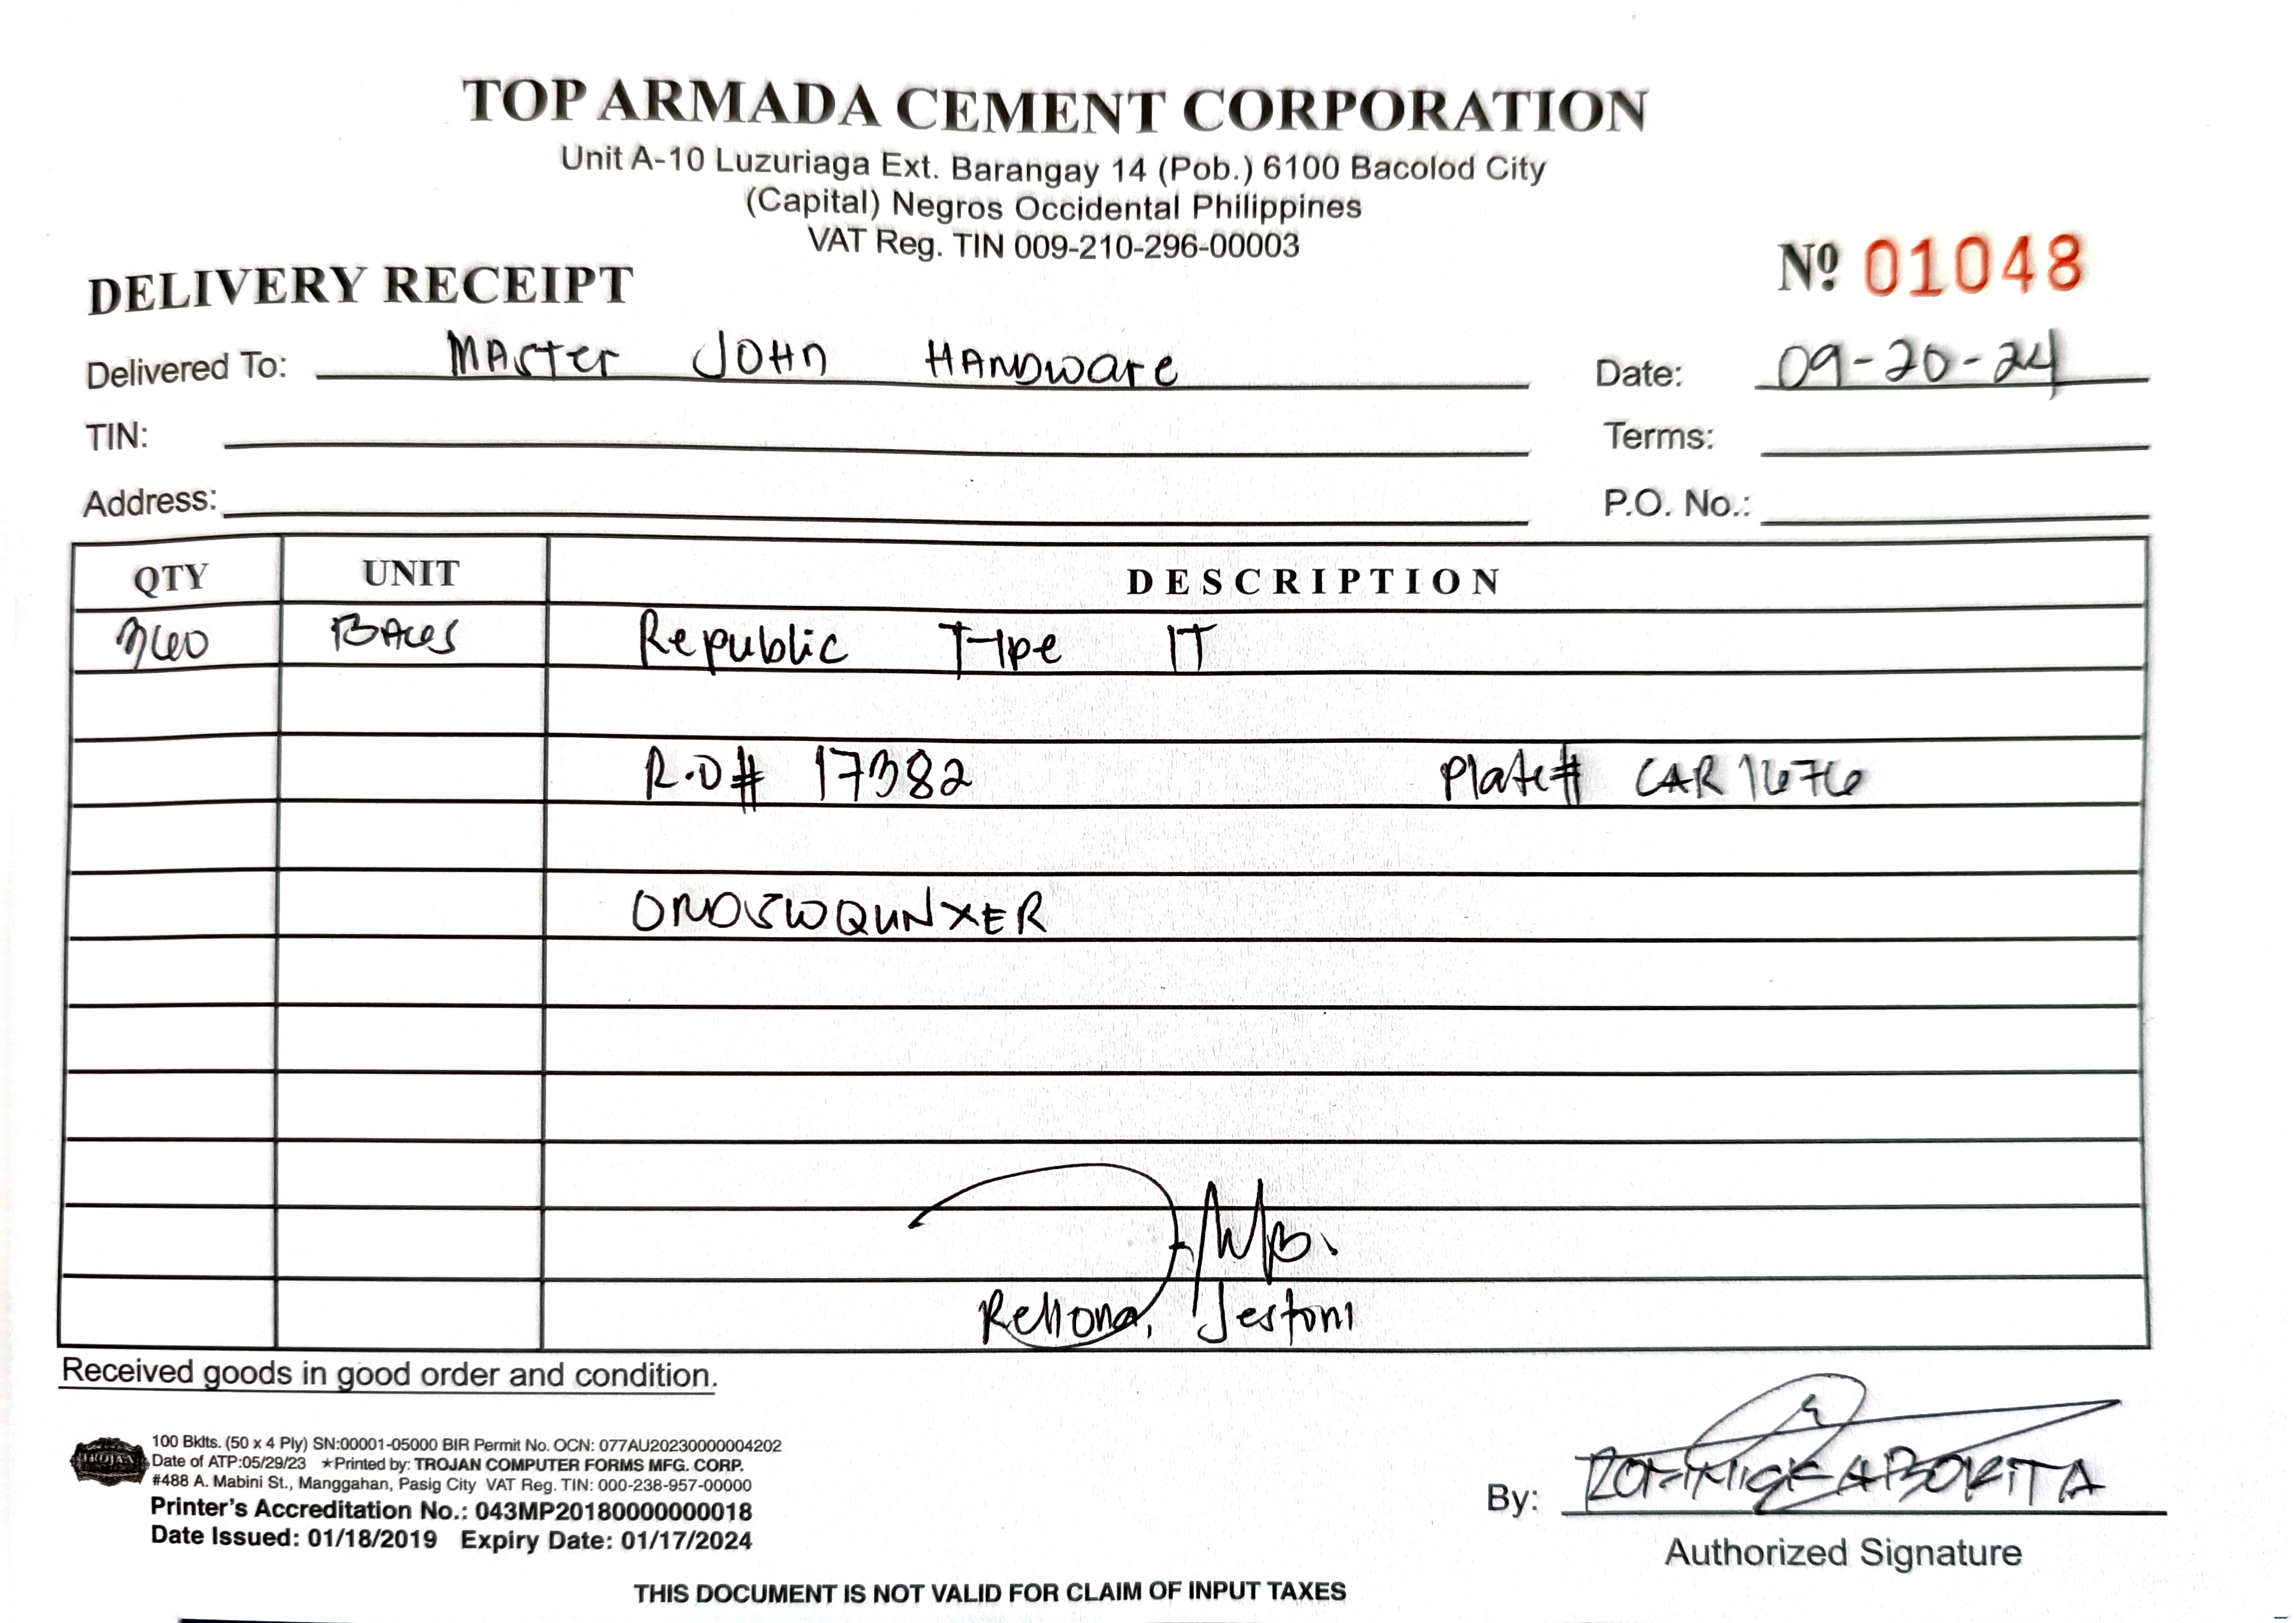 TOP ARMADA CEMENT CORPORATION
Unit A-10 Luzuriaga Ext. Barangay 14 (Pob.) 6100 Bacolod City
(Capital) Negros Occidental Philippines
VAT Reg. TIN 009-210-296-00003
DELIVERY RECEIPT Nº 01048
Delivered To: Master John Hardware Date: 09-20-24
TIN: Terms:
Address: P.O. No.:
QTY UNIT DESCRIPTION
360 BAGS Republic Type IT
R.O# 17382 Plate# CAR 1676
Rellona, Jestoni
Received goods in good order and condition.
TROJAN
100 Bklts. (50 x 4 Ply) SN:00001-05000 BIR Permit No. OCN: 077AU20230000004202
Date of ATP:05/29/23 ★Printed by: TROJAN COMPUTER FORMS MFG. CORP.
#488 A. Mabini St., Manggahan, Pasig City VAT Reg. TIN: 000-238-957-00000
Printer's Accreditation No.: 043MP20180000000018
Date Issued: 01/18/2019 Expiry Date: 01/17/2024
By:
Authorized Signature
THIS DOCUMENT IS NOT VALID FOR CLAIM OF INPUT TAXES